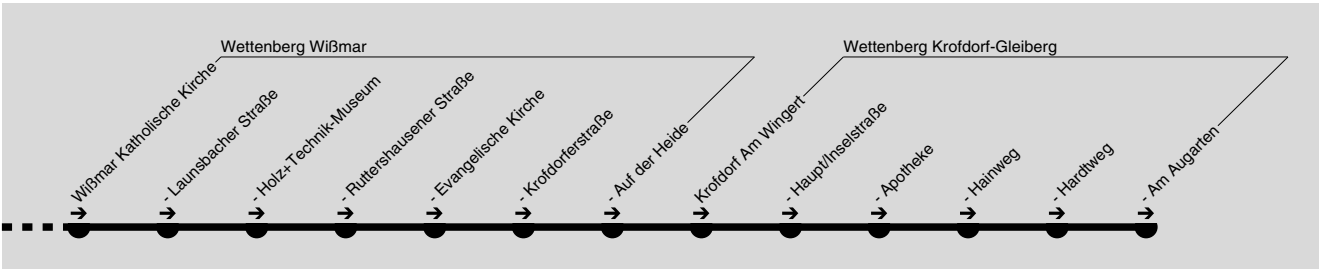 Wettenberg Wißmar
Wettenberg Krofdorf-Gleiberg
Wißmar Katholische Kirche
- Launsbacher Straße
- Holz+Technik-Museum
- Ruttershausener Straße
- Evangelische Kirche
- Krofdorferstraße
- Auf der Heide
Krofdorf Am Wingert
- Haupt/Inselstraße
- Apotheke
- Hainweg
- Hardtweg
- Am Augarten